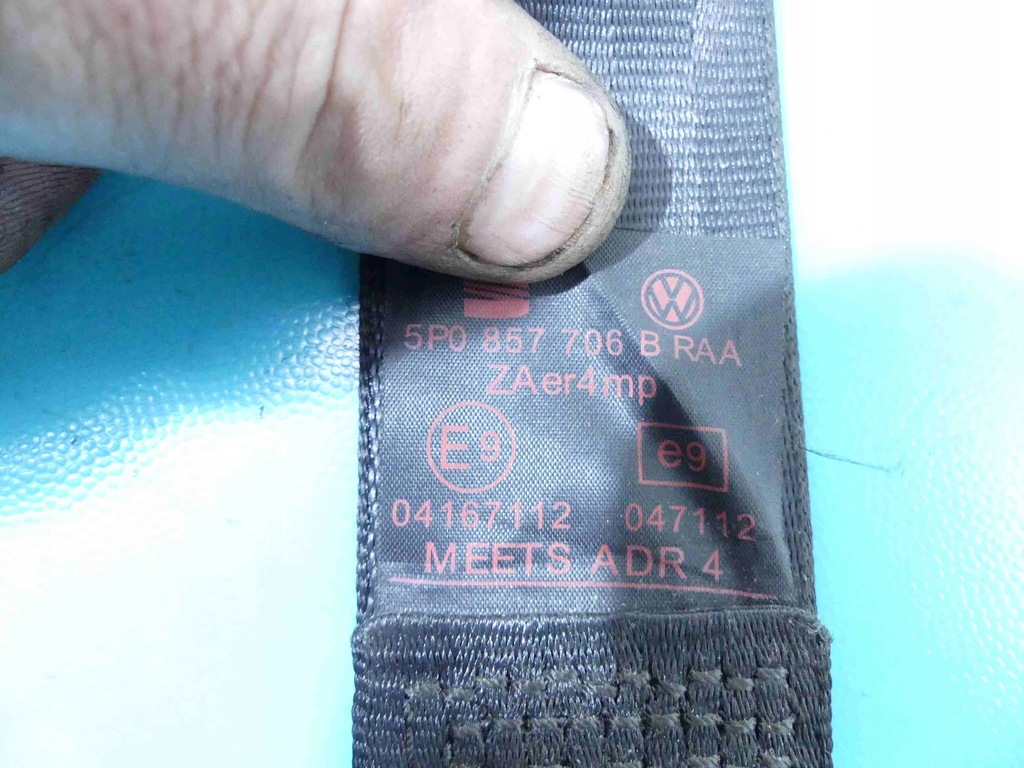 5P0 857 706 B RAA
ZAer4mp
E9 e9
04167112 047112
MEETS ADR 4